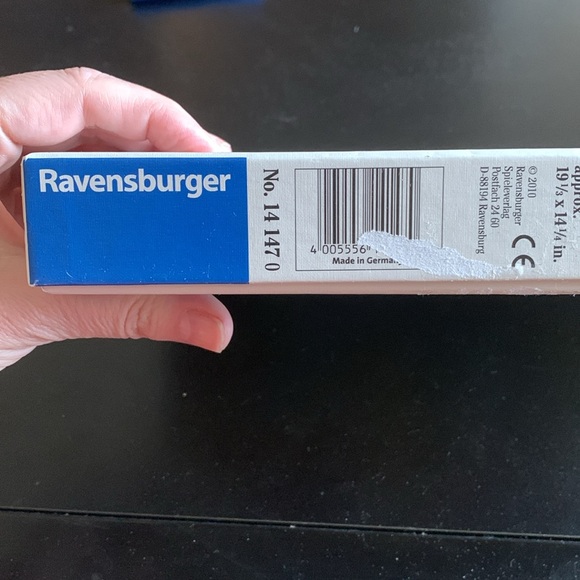 Ravensburger
No. 14 147 0
4 005556
Made in
© 2010
Ravensburger
Spieleverlag
Postfach 24 60
D-88194 Ravensburg
CE
approx.
19 1/3 x 14 1/4 in.